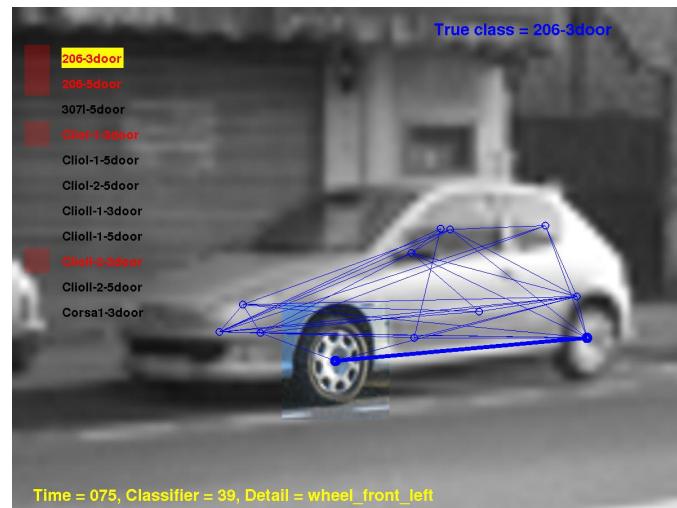 True class = 206-3door
206-3door
206-5door
307I-5door
ClioI-1-3door
ClioI-1-5door
ClioI-2-5door
ClioII-1-3door
ClioII-1-5door
ClioII-2-3door
ClioII-2-5door
Corsa1-3door
Time = 075, Classifier = 39, Detail = wheel_front_left